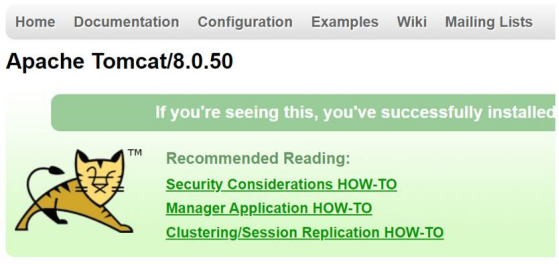 Home Documentation Configuration Examples Wiki Mailing Lists
Apache Tomcat/8.0.50
If you're seeing this, you've successfully installed
TM
Recommended Reading:
Security Considerations HOW-TO
Manager Application HOW-TO
Clustering/Session Replication HOW-TO